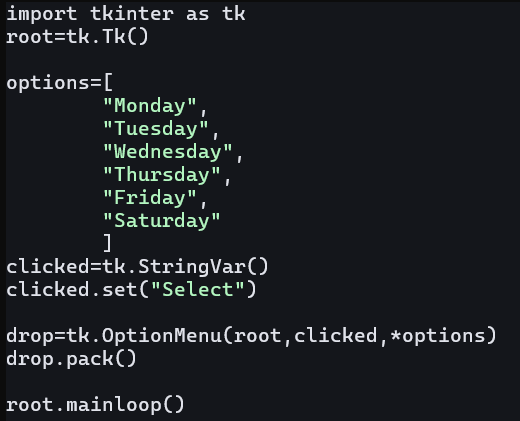 import tkinter as tk
root=tk.Tk()
options=[
"Monday",
"Tuesday",
"Wednesday",
"Thursday",
"Friday",
"Saturday"
]
clicked=tk.StringVar()
clicked.set("Select")
drop=tk.OptionMenu(root,clicked,*options)
drop.pack()
root.mainloop()